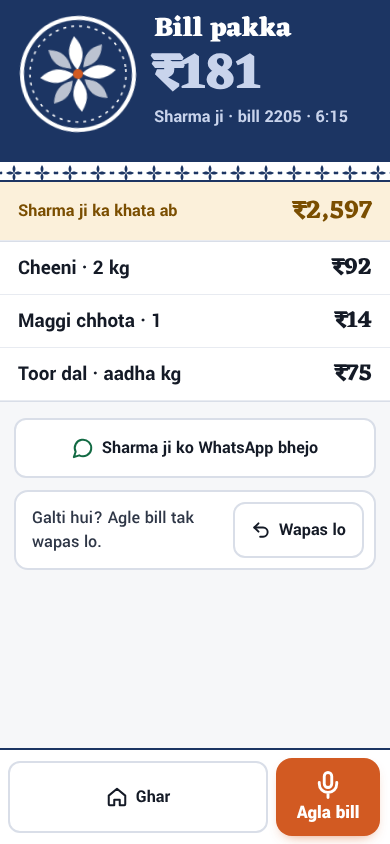 Bill pakka
₹181
Sharma ji · bill 2205 · 6:15
Sharma ji ka khata ab ₹2,597
Cheeni · 2 kg ₹92
Maggi chhota · 1 ₹14
Toor dal · aadha kg ₹75
Sharma ji ko WhatsApp bhejo
Galti hui? Agle bill tak
wapas lo.
Wapas lo
Ghar
Agla bill